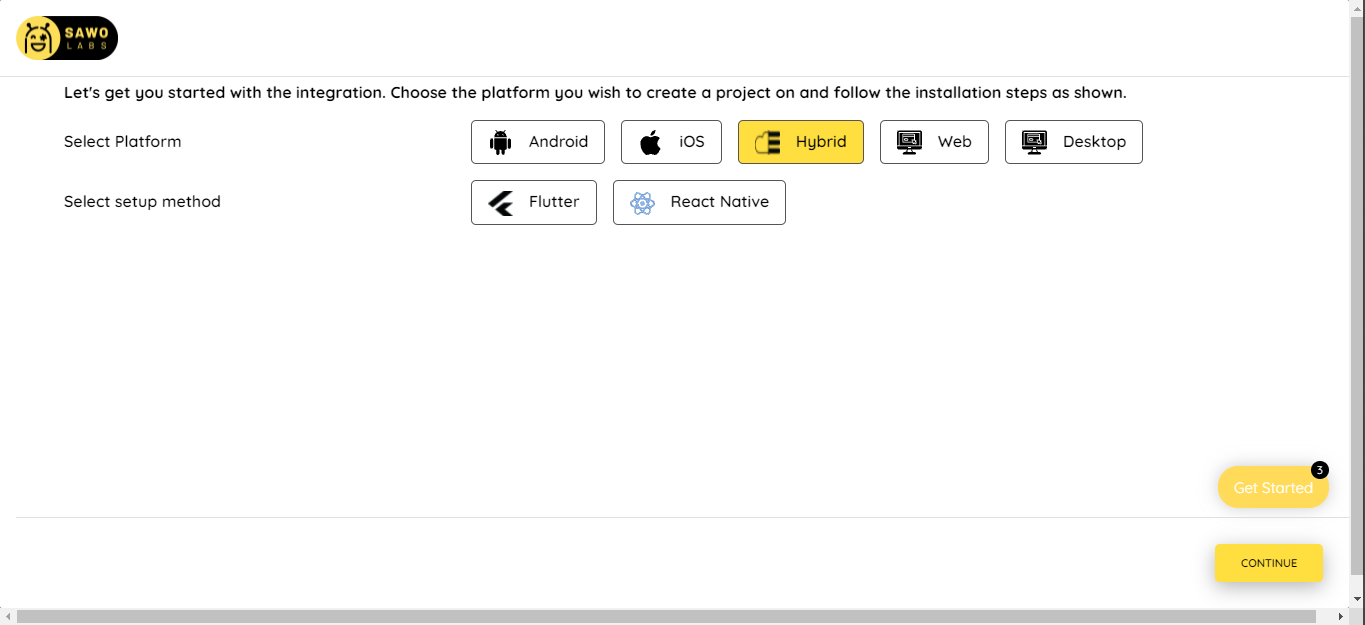 SAWO
LABS
Let's get you started with the integration. Choose the platform you wish to create a project on and follow the installation steps as shown.
Select Platform
Android
iOS
Hybrid
Web
Desktop
Select setup method
Flutter
React Native
3
Get Started
CONTINUE